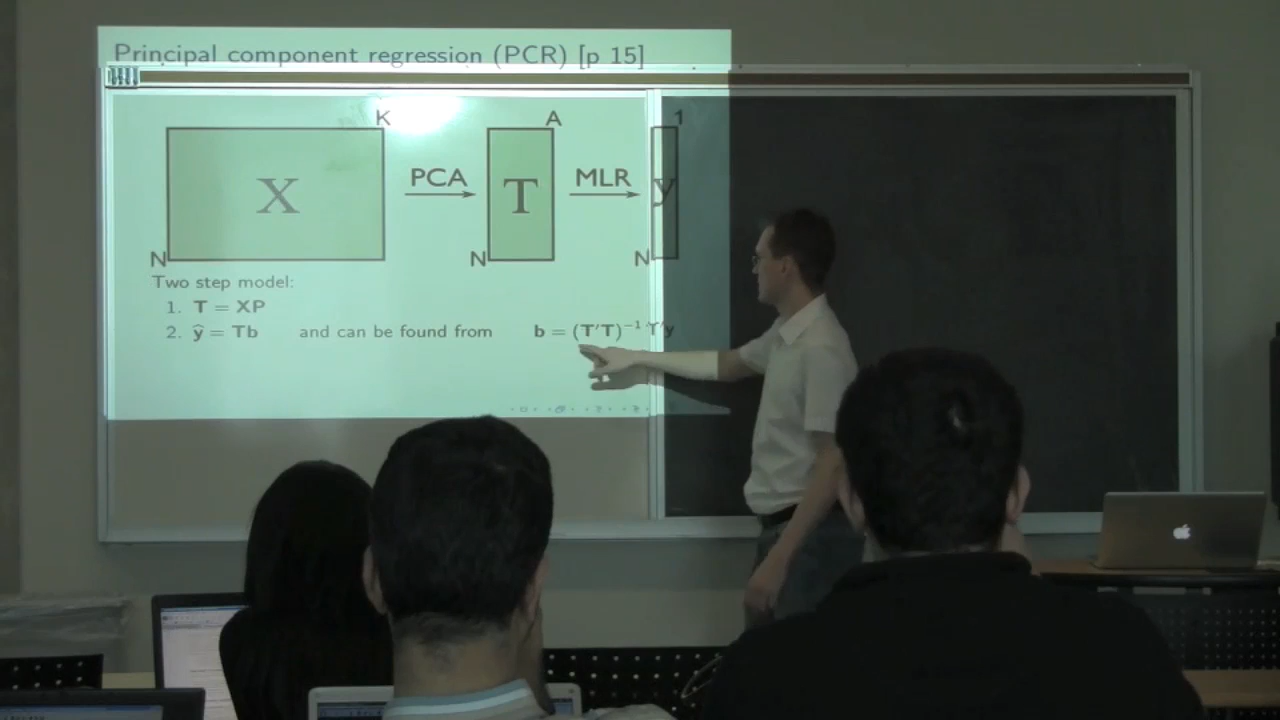 Principal component regression (PCR) [p 15]
K A 1
X PCA T MLR y
N N N
Two step model:
1. T = XP
2. ŷ = Tb and can be found from b = (T′T)⁻¹T′y